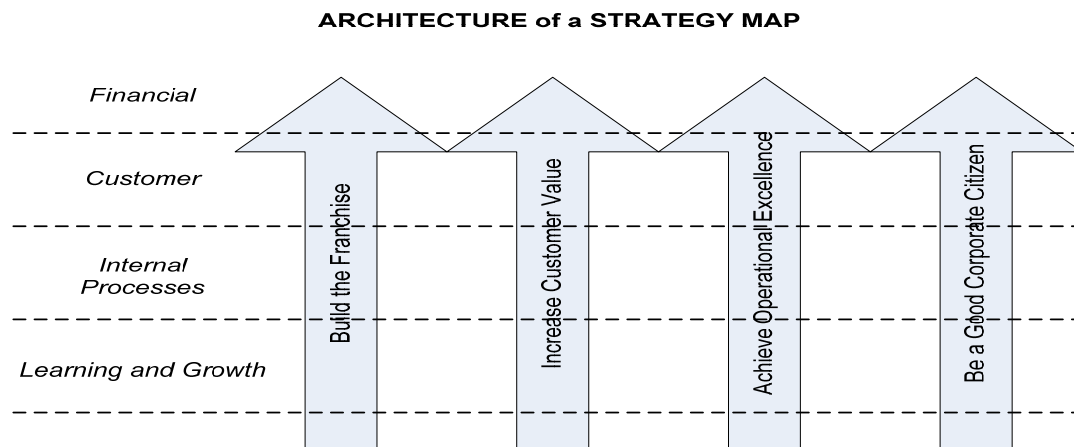 ARCHITECTURE of a STRATEGY MAP
Financial
Customer
Internal
Processes
Learning and Growth
Build the Franchise
Increase Customer Value
Achieve Operational Excellence
Be a Good Corporate Citizen